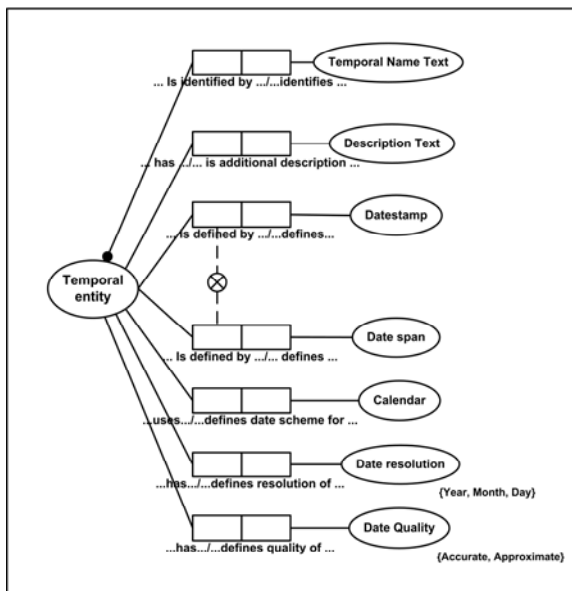 Temporal Name Text
... Is identified by .../...identifies ...
Description Text
... has .../... is additional description ...
Datestamp
... Is defined by .../...defines...
Temporal
entity
Date span
... Is defined by .../... defines ...
Calendar
...uses.../...defines date scheme for ...
Date resolution
...has.../...defines resolution of ...
{Year, Month, Day}
Date Quality
...has.../...defines quality of ...
{Accurate, Approximate}